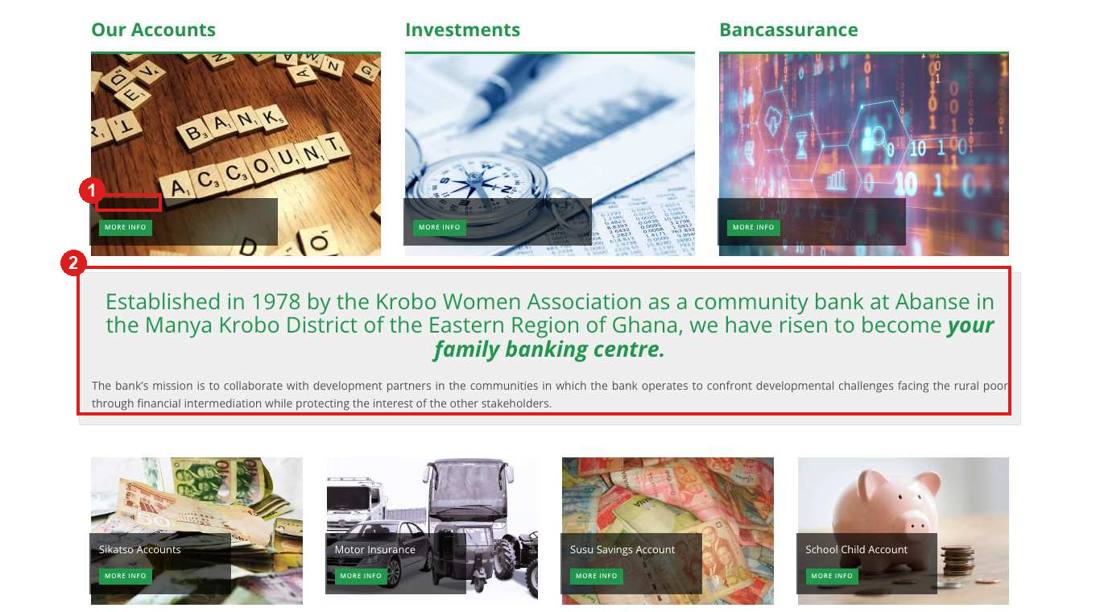 Our Accounts
Investments
Bancassurance
BANK
ACCOUNT
1
MORE INFO
MORE INFO
MORE INFO
2
Established in 1978 by the Krobo Women Association as a community bank at Abanse in
the Manya Krobo District of the Eastern Region of Ghana, we have risen to become your
family banking centre.
The bank's mission is to collaborate with development partners in the communities in which the bank operates to confront developmental challenges facing the rural poor
through financial intermediation while protecting the interest of the other stakeholders.
Sikatso Accounts
Motor Insurance
Susu Savings Account
School Child Account
MORE INFO
MORE INFO
MORE INFO
MORE INFO